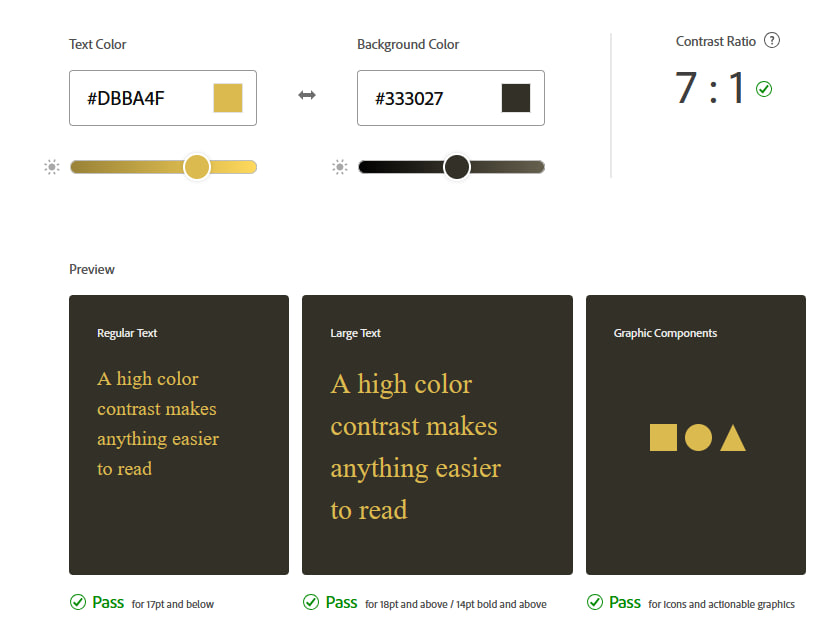 Text Color
Background Color
Contrast Ratio ?
#DBBA4F
#333027
7 : 1
Preview
Regular Text
A high color
contrast makes
anything easier
to read
Large Text
A high color
contrast makes
anything easier
to read
Graphic Components
Pass for 17pt and below
Pass for 18pt and above / 14pt bold and above
Pass for icons and actionable graphics